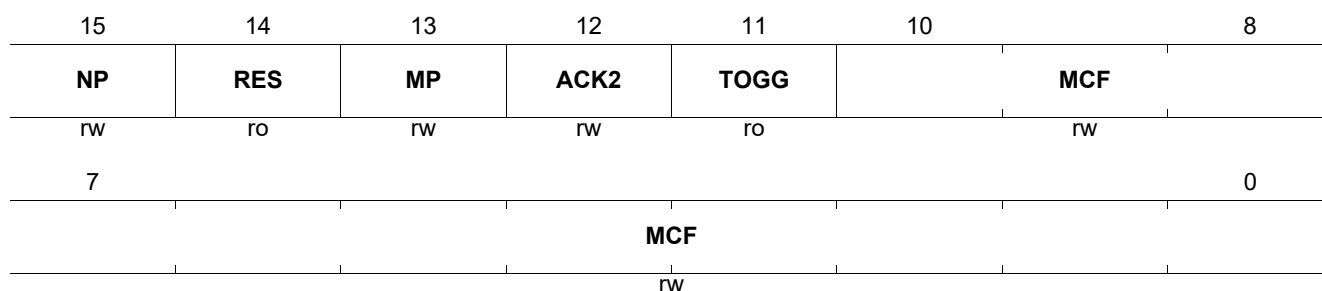 15 14 13 12 11 10 8
NP RES MP ACK2 TOGG MCF
rw ro rw rw ro rw
7 0
MCF
rw